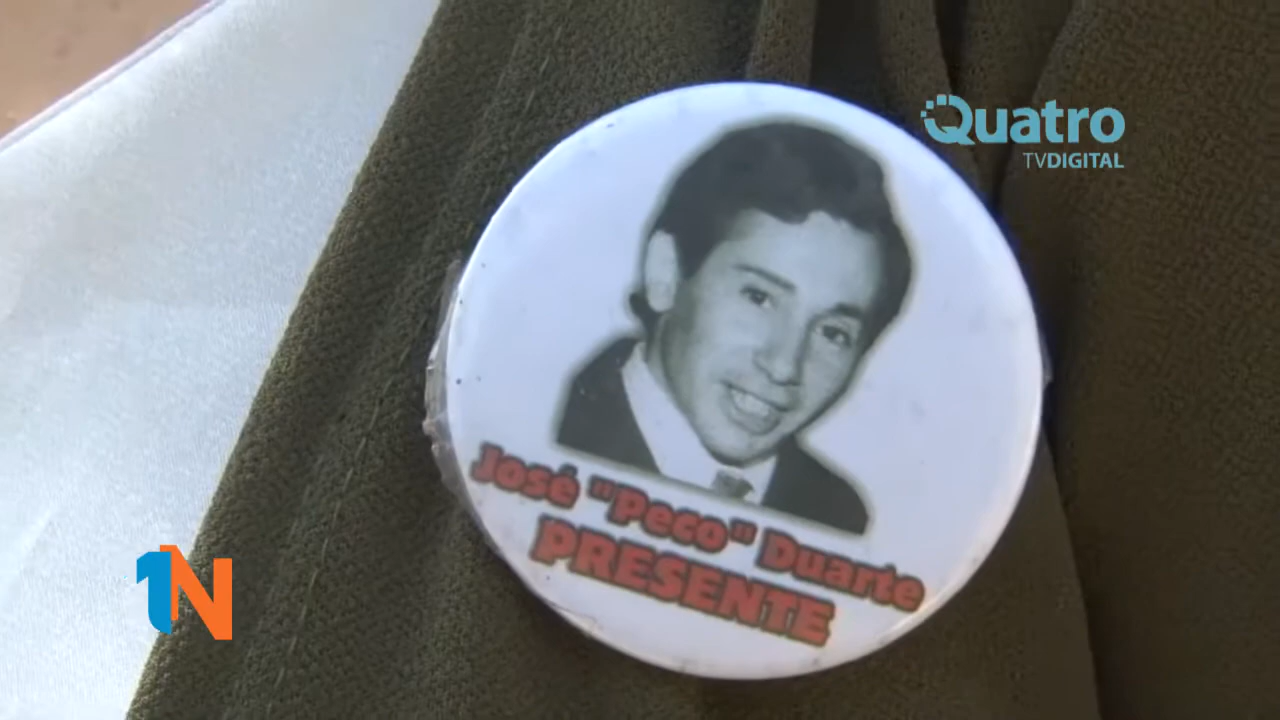 Quatro
TVDIGITAL
José "Peco" Duarte
PRESENTE
1N